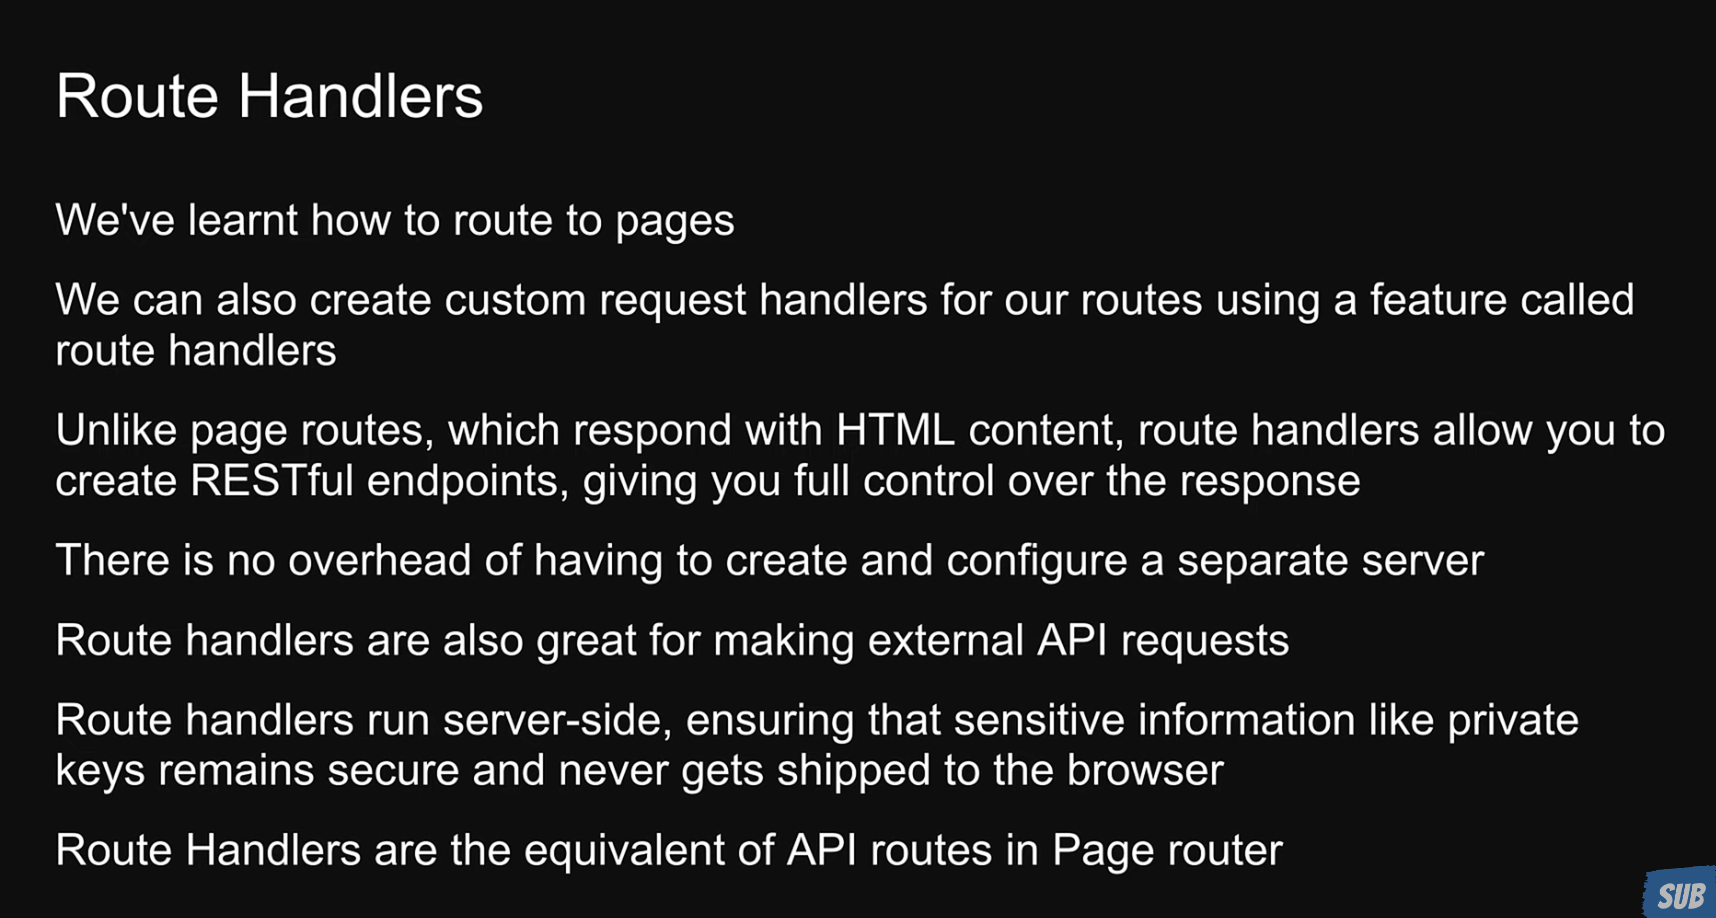 Route Handlers
We've learnt how to route to pages
We can also create custom request handlers for our routes using a feature called
route handlers
Unlike page routes, which respond with HTML content, route handlers allow you to
create RESTful endpoints, giving you full control over the response
There is no overhead of having to create and configure a separate server
Route handlers are also great for making external API requests
Route handlers run server-side, ensuring that sensitive information like private
keys remains secure and never gets shipped to the browser
Route Handlers are the equivalent of API routes in Page router
SUB